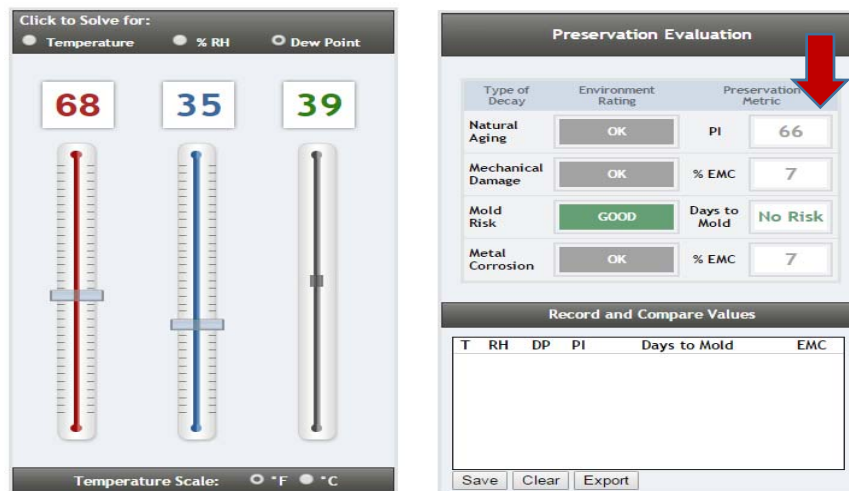 Click to Solve for:
Temperature % RH Dew Point
68 35 39
Temperature Scale: °F °C
Preservation Evaluation
Type of Decay Environment Rating Preservation Metric
Natural Aging OK PI 66
Mechanical Damage OK % EMC 7
Mold Risk GOOD Days to Mold No Risk
Metal Corrosion OK % EMC 7
Record and Compare Values
T RH DP PI Days to Mold EMC
Save Clear Export